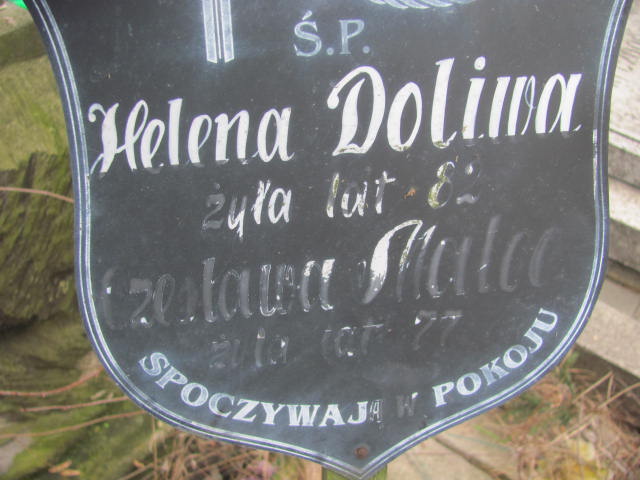 Ś.P.
Helena Doliwa
żyła lat 82
Czesława
żyła lat 77
SPOCZYWAJĄ W POKOJU